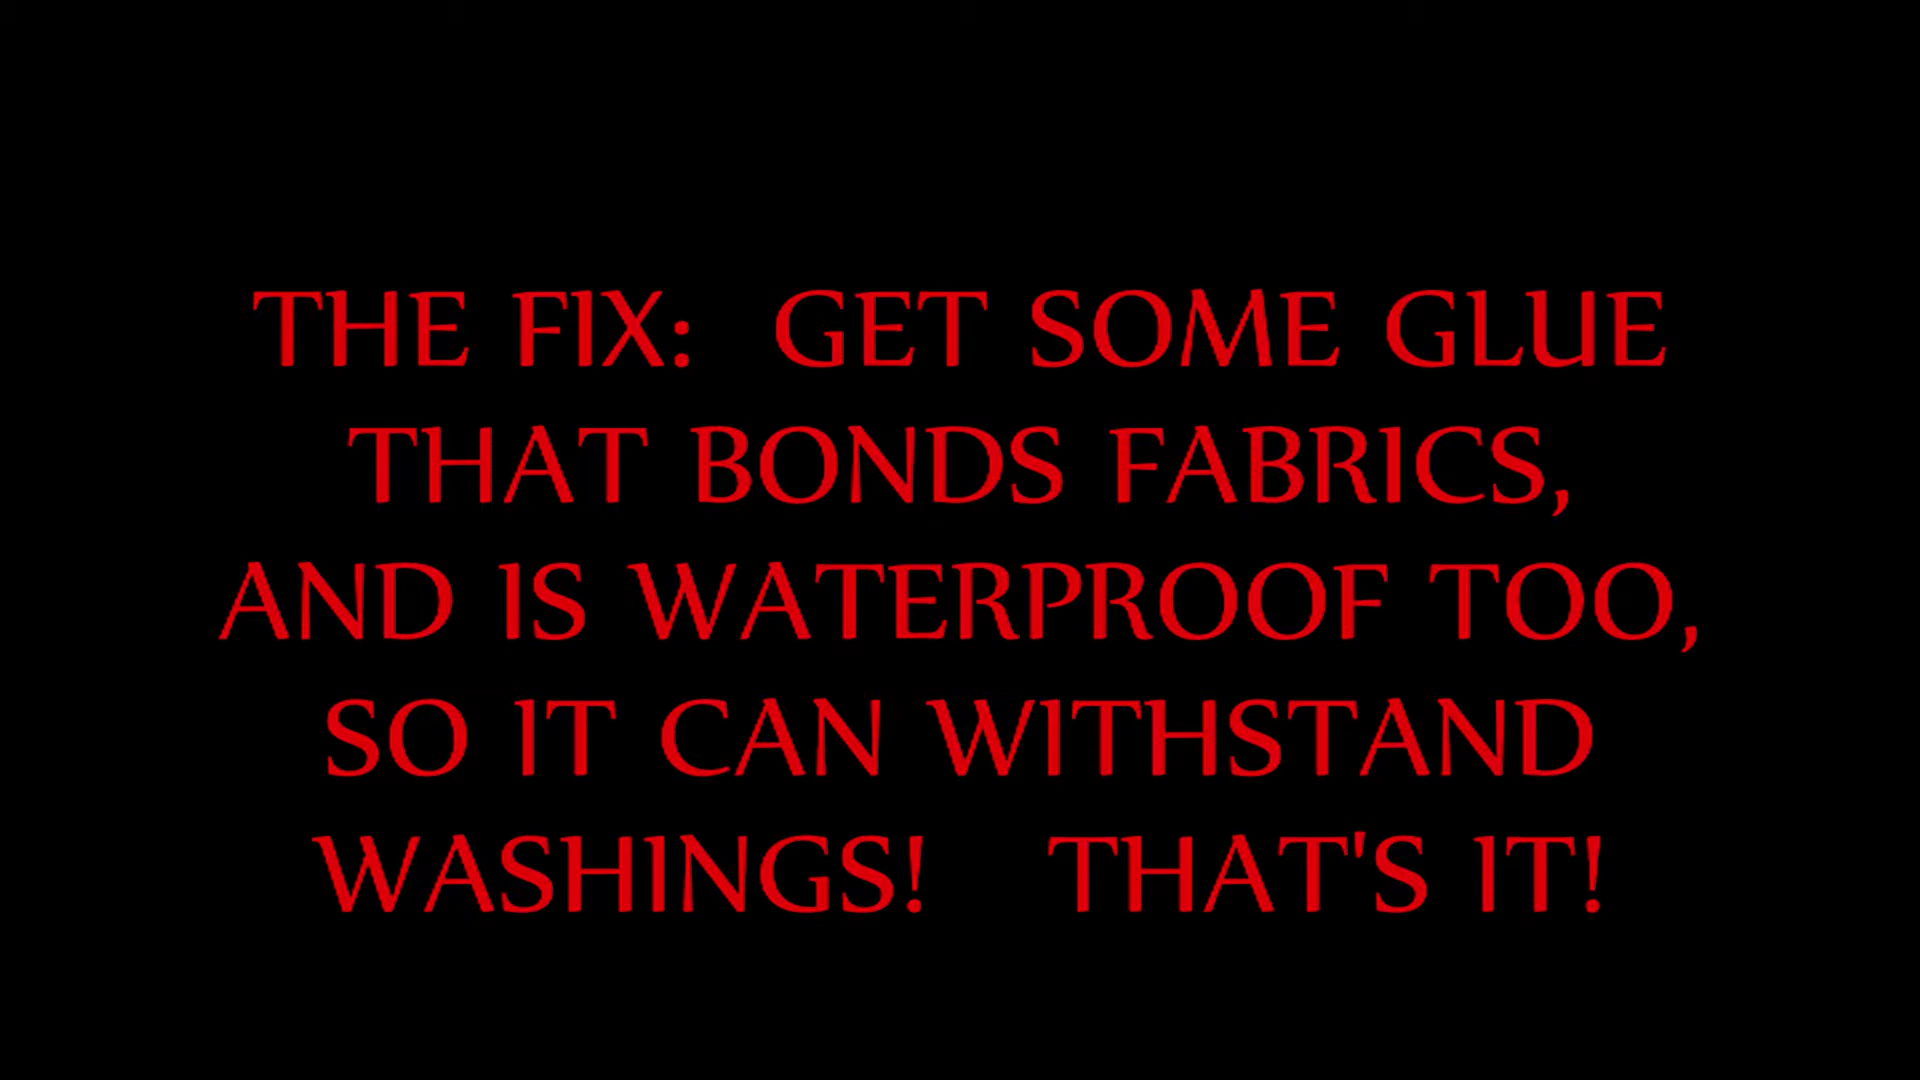 THE FIX:  GET SOME GLUE
THAT BONDS FABRICS,
AND IS WATERPROOF TOO,
SO IT CAN WITHSTAND
WASHINGS!   THAT'S IT!